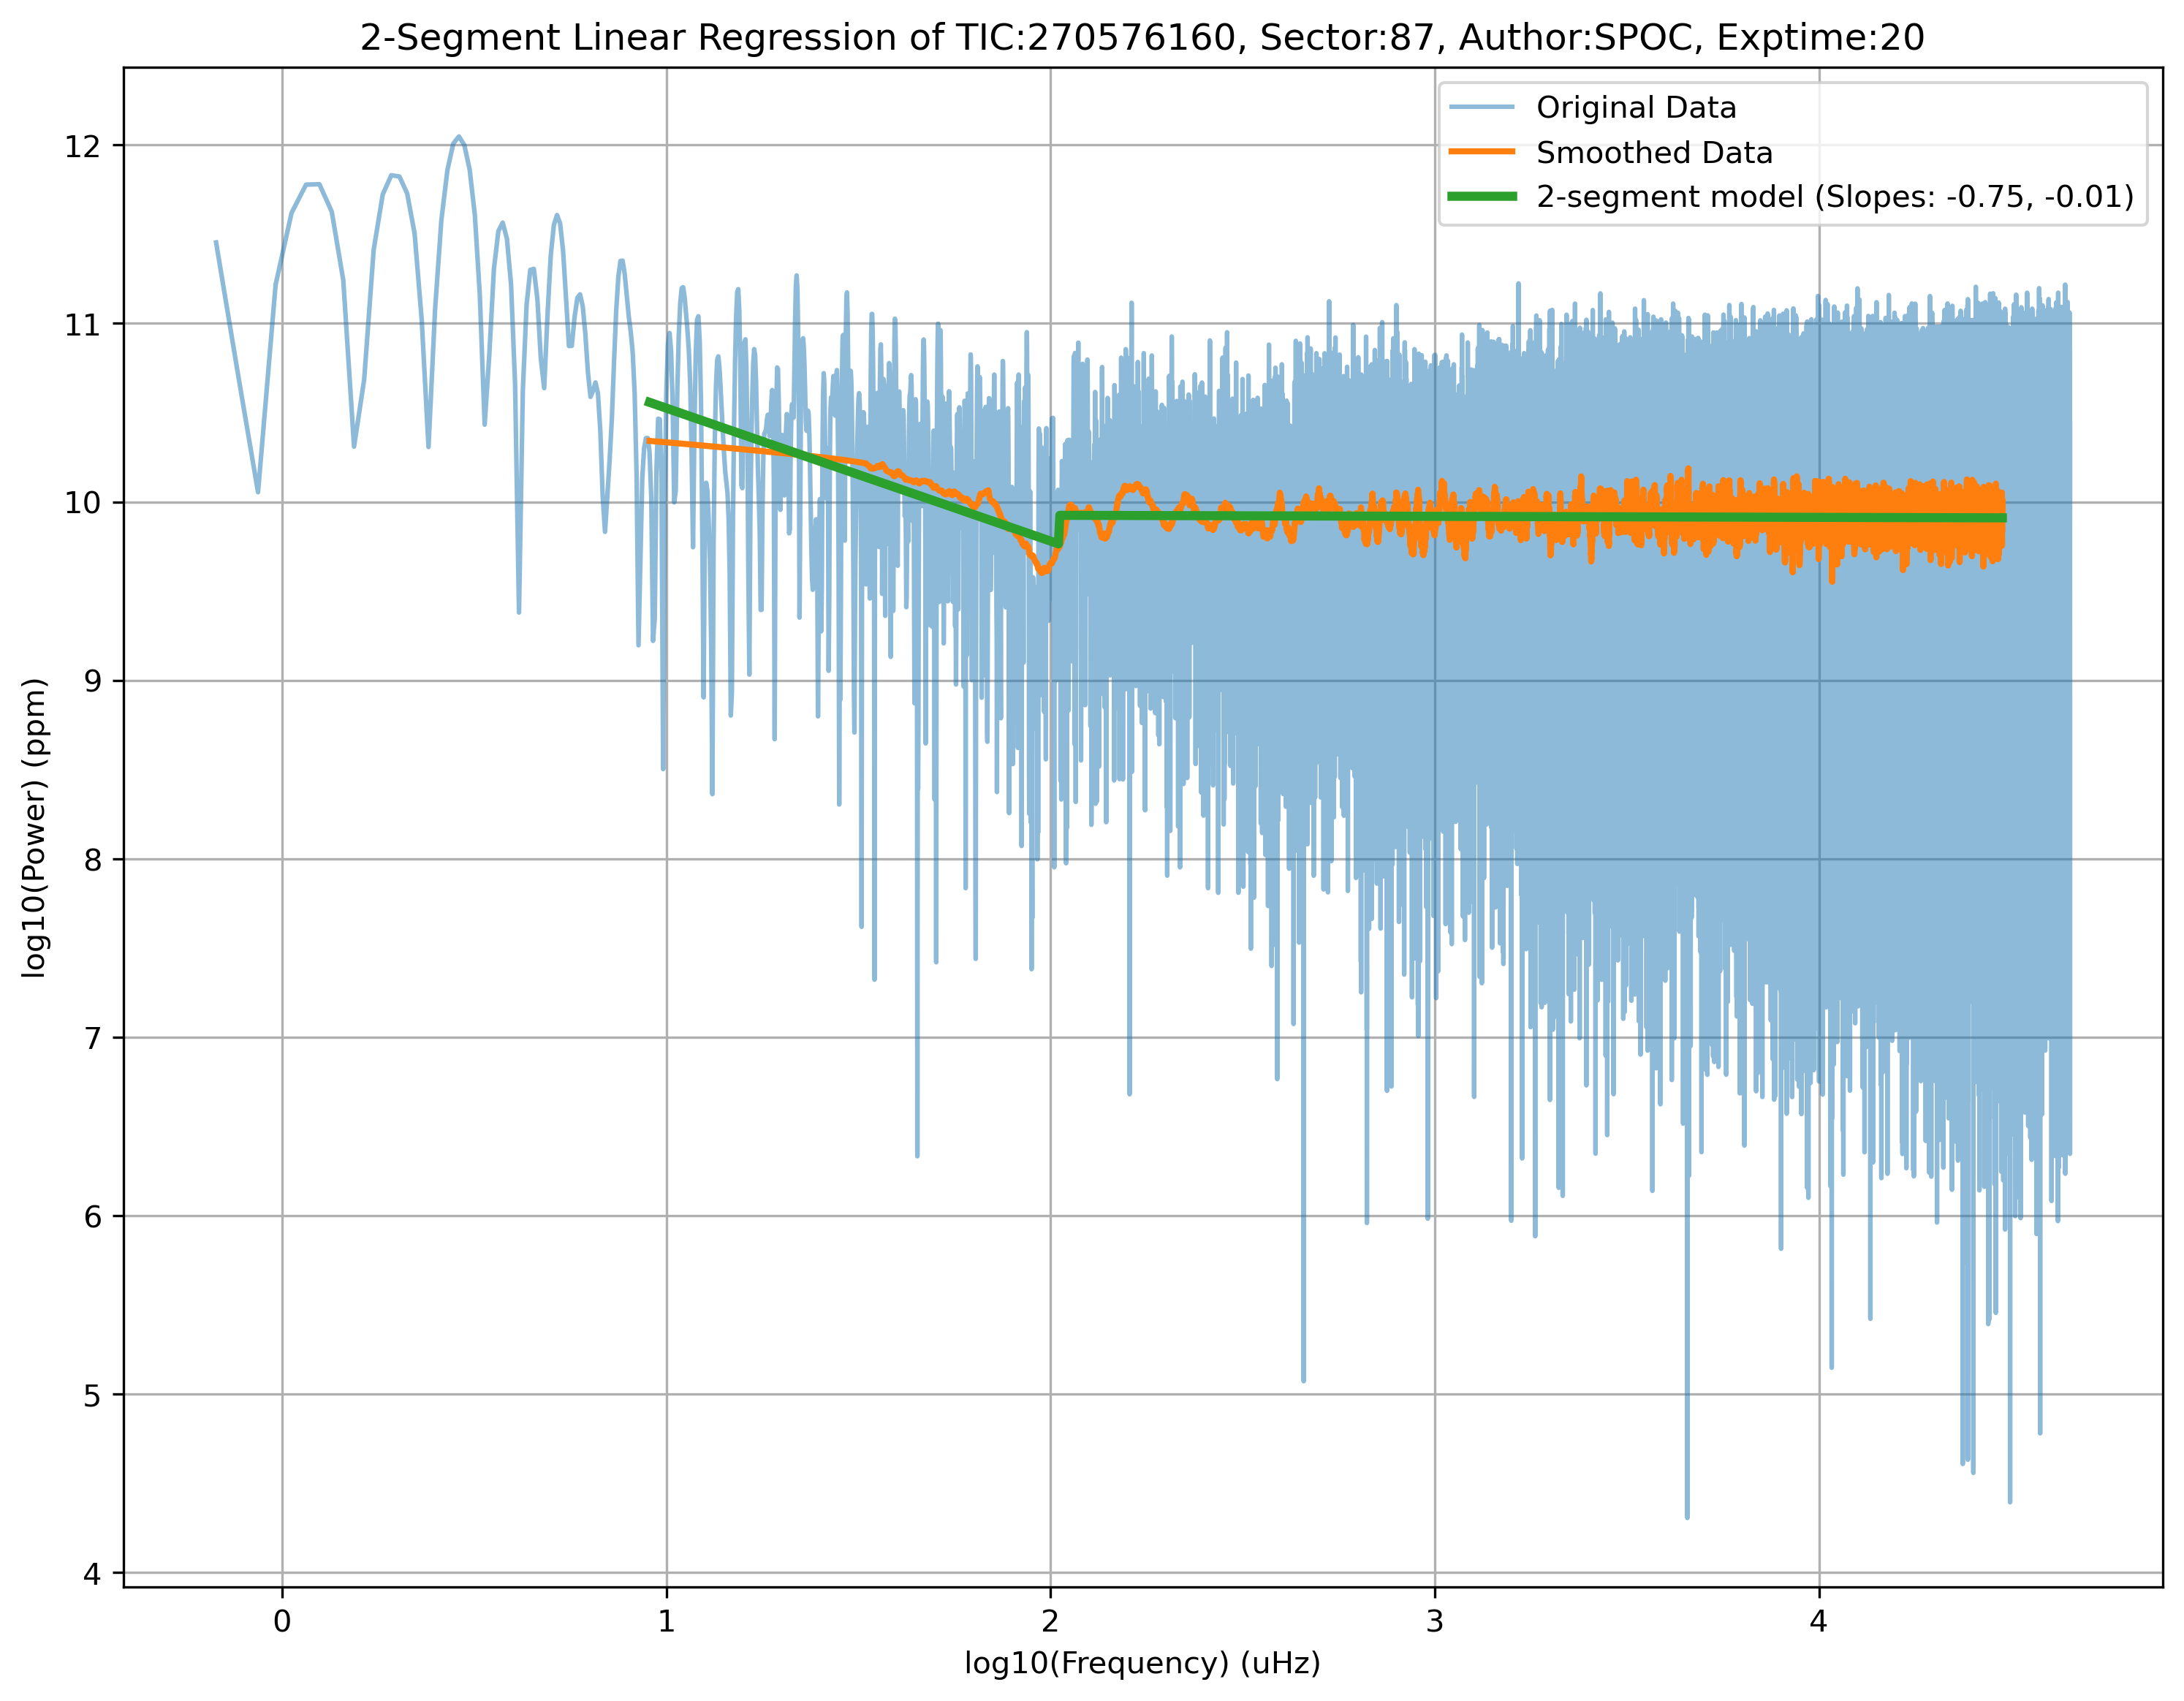 2-Segment Linear Regression of TIC:270576160, Sector:87, Author:SPOC, Exptime:20
Original Data
Smoothed Data
2-segment model (Slopes: -0.75, -0.01)
12
11
10
9
8
7
6
5
4
log10(Power) (ppm)
0 1 2 3 4
log10(Frequency) (uHz)